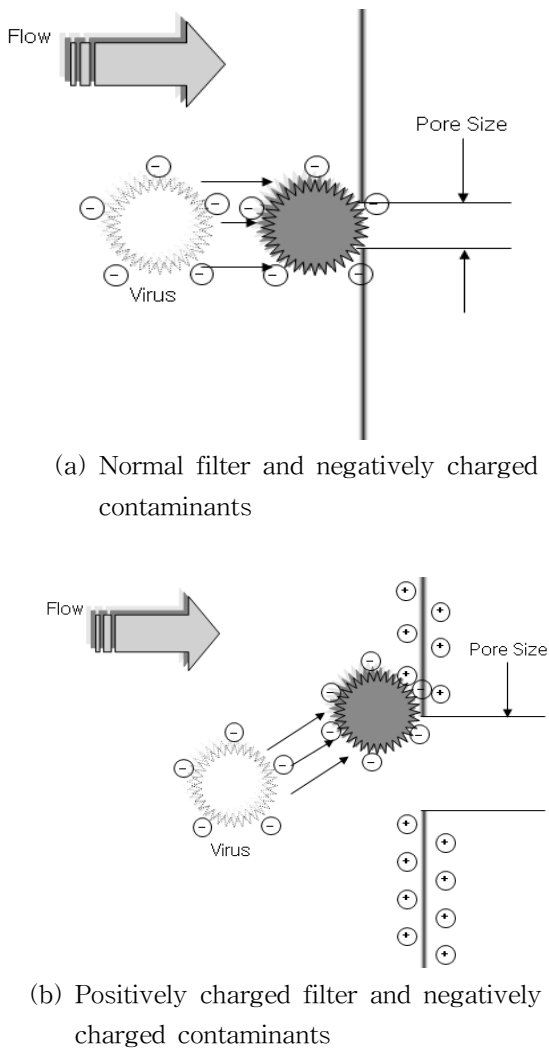 Flow
Pore Size
Virus
(a) Normal filter and negatively charged
contaminants
Flow
Pore Size
Virus
(b) Positively charged filter and negatively
charged contaminants